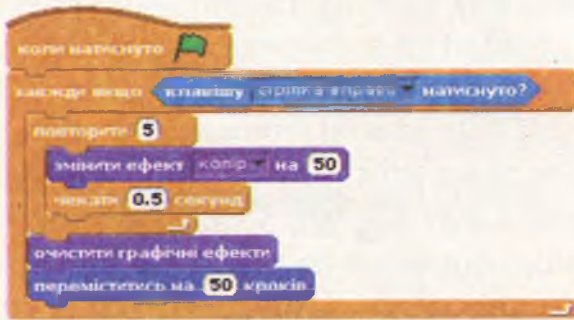 коли натиснуто
завжди якщо клавішу стрілка вправо натиснуто?
повторити 5
змінити ефект колір на 50
чекати 0.5 секунд
очистити графічні ефекти
переміститись на 50 кроків